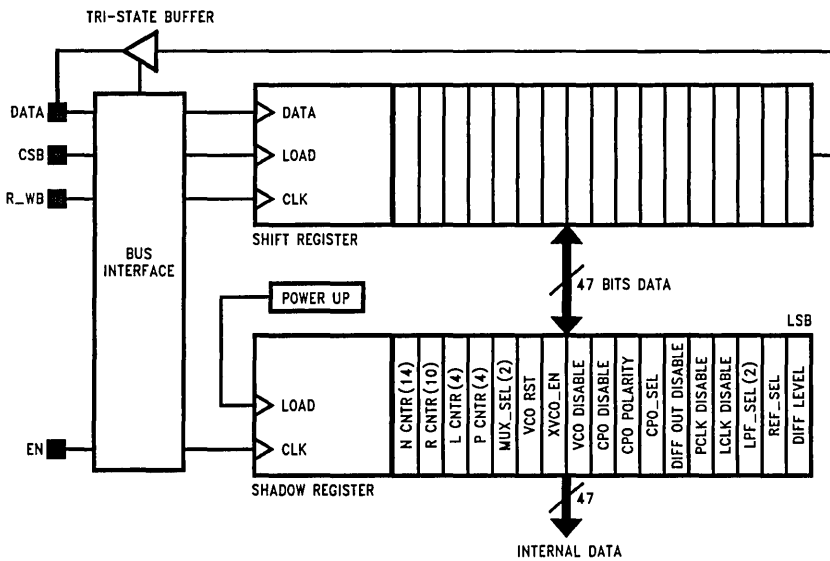 TRI-STATE BUFFER
DATA
CSB
R_WB
BUS
INTERFACE
DATA
LOAD
CLK
SHIFT REGISTER
47 BITS DATA
POWER UP
LSB
EN
LOAD
CLK
SHADOW REGISTER
N CNTR(14)
R CNTR(10)
L CNTR(4)
P CNTR(4)
MUX_SEL(2)
VCO RST
XVCO_EN
VCO DISABLE
CPO DISABLE
CPO POLARITY
CPO_SEL
DIFF OUT DISABLE
PCLK DISABLE
LCLK DISABLE
LPF_SEL(2)
REF_SEL
DIFF LEVEL
47
INTERNAL DATA